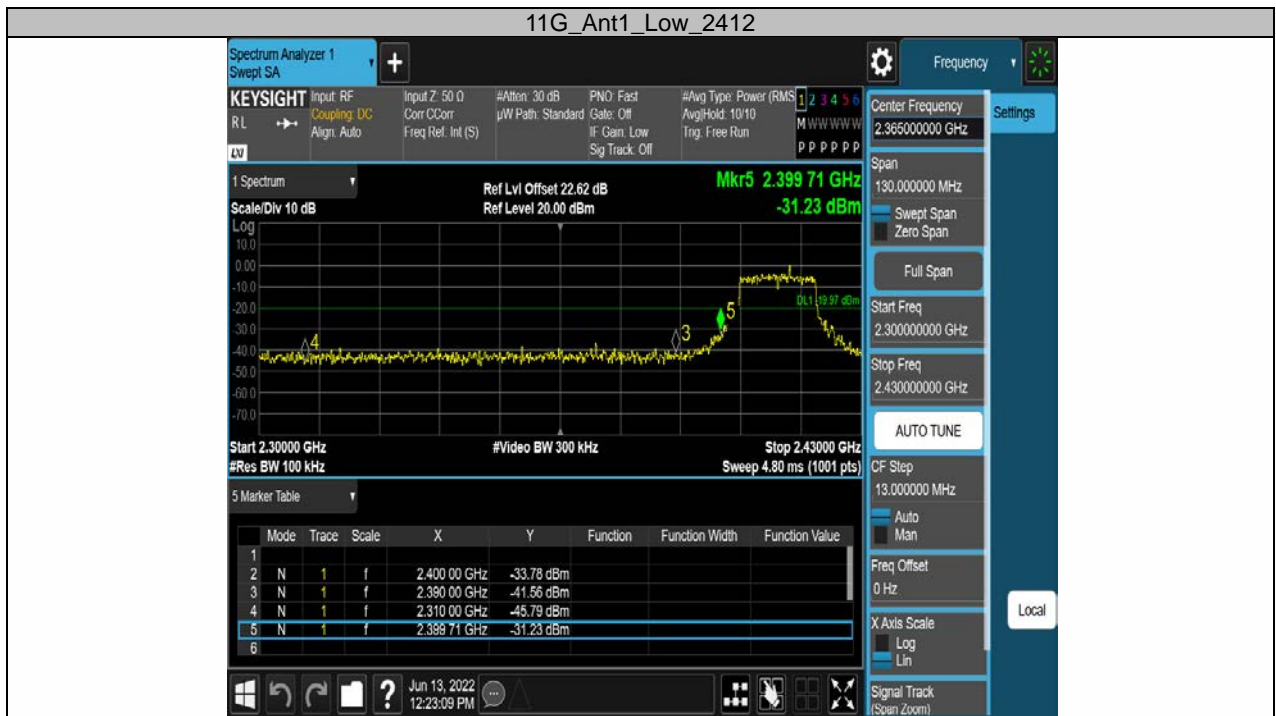 11G_Ant1_Low_2412
Spectrum Analyzer 1
Swept SA
+
Frequency
KEYSIGHT
RL
LXI
Input: RF
Coupling: DC
Align: Auto
Input Z: 50 Ω
Corr CCorr
Freq Ref: Int (S)
#Atten: 30 dB
µW Path: Standard
PNO: Fast
Gate: Off
IF Gain: Low
Sig Track: Off
#Avg Type: Power (RMS
Avg|Hold: 10/10
Trig: Free Run
1 2 3 4 5 6
M W W W W W
P P P P P P
1 Spectrum
Scale/Div 10 dB
Ref Lvl Offset 22.62 dB
Ref Level 20.00 dBm
Mkr5 2.399 71 GHz
-31.23 dBm
Log
10.0
0.00
-10.0
-20.0
-30.0
-40.0
-50.0
-60.0
-70.0
DL1 -19.97 dBm
4
3
5
Start 2.30000 GHz
#Video BW 300 kHz
Stop 2.43000 GHz
#Res BW 100 kHz
Sweep 4.80 ms (1001 pts)
5 Marker Table
Mode Trace Scale X Y Function Function Width Function Value
1
2 N 1 f 2.400 00 GHz -33.78 dBm
3 N 1 f 2.390 00 GHz -41.56 dBm
4 N 1 f 2.310 00 GHz -45.79 dBm
5 N 1 f 2.399 71 GHz -31.23 dBm
6
?
Jun 13, 2022
12:23:09 PM
Center Frequency
2.365000000 GHz
Settings
Span
130.000000 MHz
Swept Span
Zero Span
Full Span
Start Freq
2.300000000 GHz
Stop Freq
2.430000000 GHz
AUTO TUNE
CF Step
13.000000 MHz
Auto
Man
Freq Offset
0 Hz
X Axis Scale
Log
Lin
Local
Signal Track
(Span Zoom)